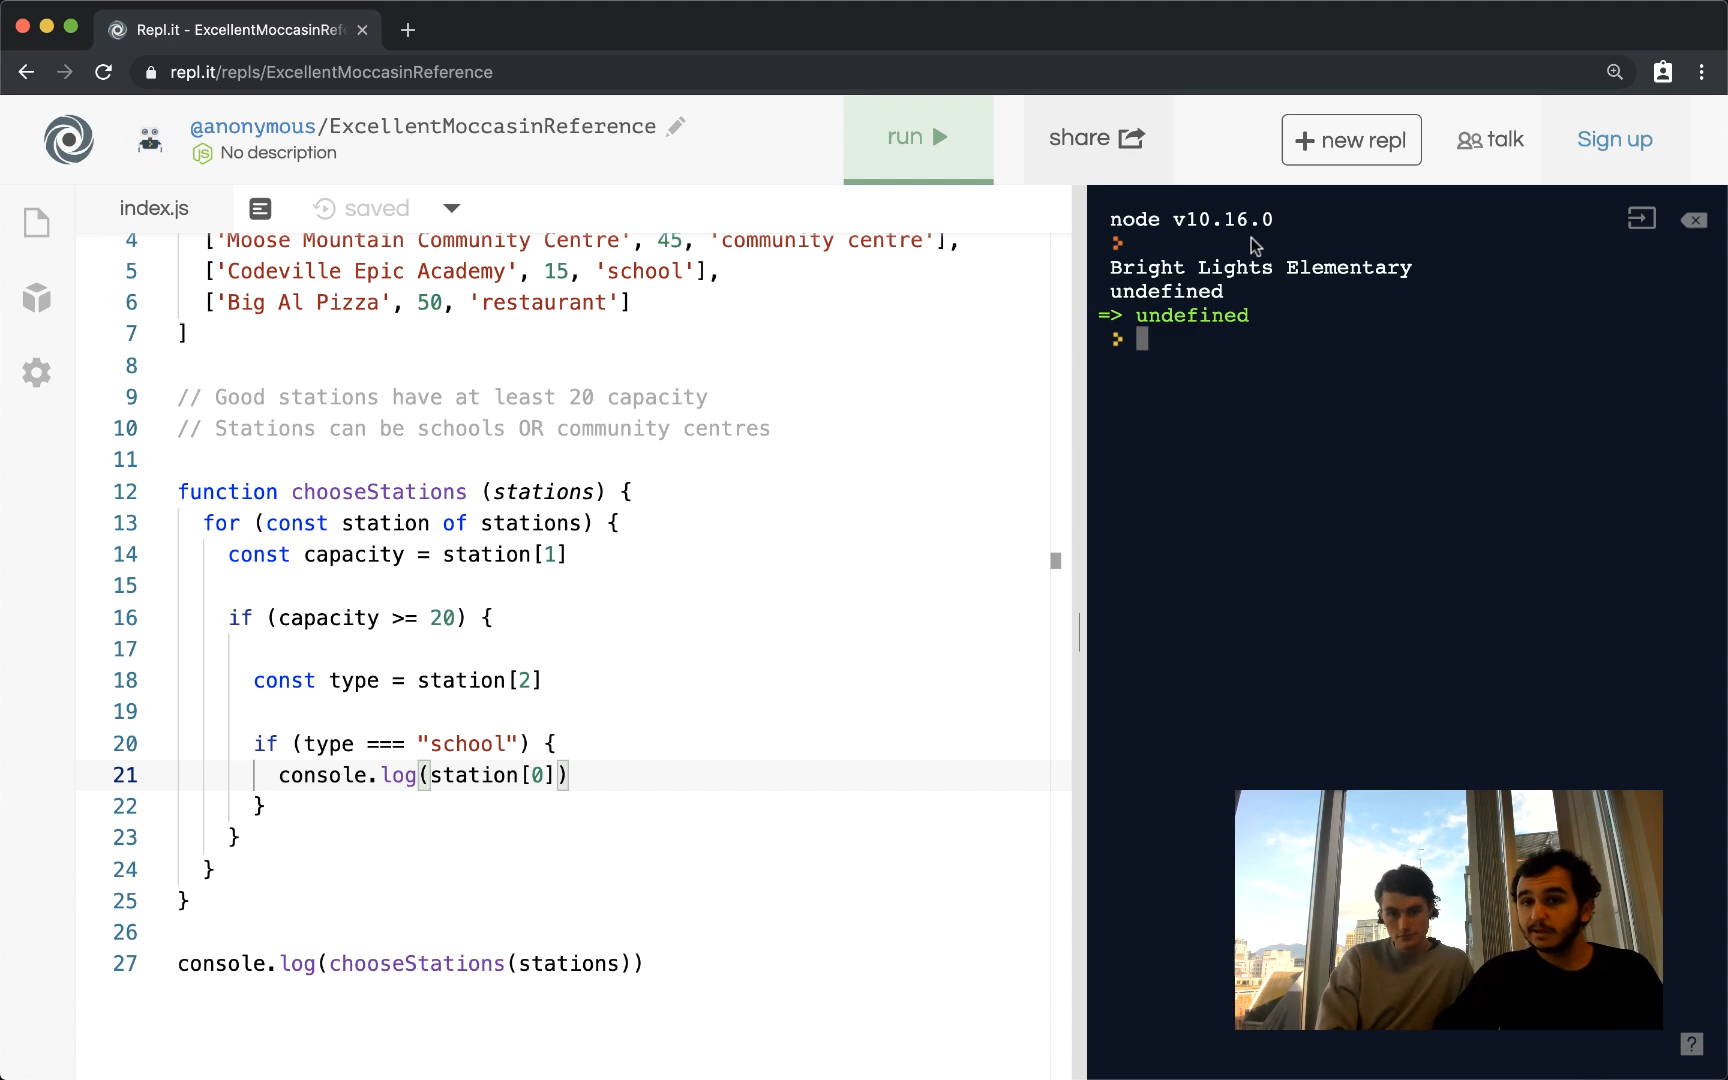 Repl.it - ExcellentMoccasinRef
repl.it/repls/ExcellentMoccasinReference
@anonymous/ExcellentMoccasinReference
No description
run
share
+ new repl
talk
Sign up
index.js
saved
4 ['Moose Mountain Community Centre', 45, 'community centre'],
5 ['Codeville Epic Academy', 15, 'school'],
6 ['Big Al Pizza', 50, 'restaurant']
7 ]
8
9 // Good stations have at least 20 capacity
10 // Stations can be schools OR community centres
11
12 function chooseStations (stations) {
13 for (const station of stations) {
14 const capacity = station[1]
15
16 if (capacity >= 20) {
17
18 const type = station[2]
19
20 if (type === "school") {
21 console.log(station[0])
22 }
23 }
24 }
25 }
26
27 console.log(chooseStations(stations))
node v10.16.0
Bright Lights Elementary
undefined
=> undefined
?